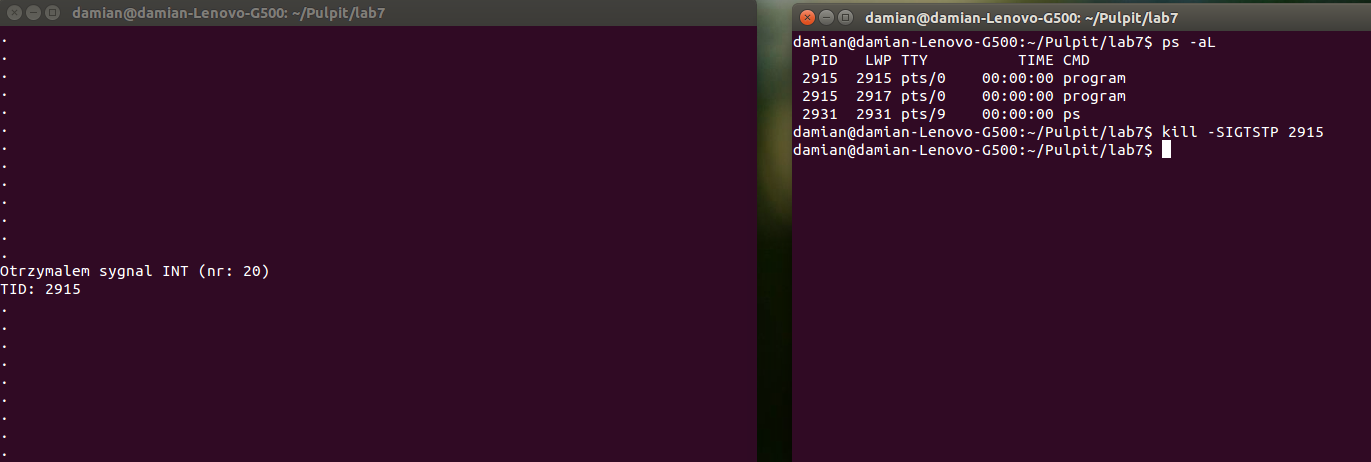 damian@damian-Lenovo-G500: ~/Pulpit/lab7
.
.
.
.
.
.
.
.
.
.
.
.
.
Otrzymalem sygnal INT (nr: 20)
TID: 2915
.
.
.
.
.
.
.
.
.
damian@damian-Lenovo-G500: ~/Pulpit/lab7
damian@damian-Lenovo-G500:~/Pulpit/lab7$ ps -aL
  PID   LWP TTY          TIME CMD
 2915  2915 pts/0    00:00:00 program
 2915  2917 pts/0    00:00:00 program
 2931  2931 pts/9    00:00:00 ps
damian@damian-Lenovo-G500:~/Pulpit/lab7$ kill -SIGTSTP 2915
damian@damian-Lenovo-G500:~/Pulpit/lab7$